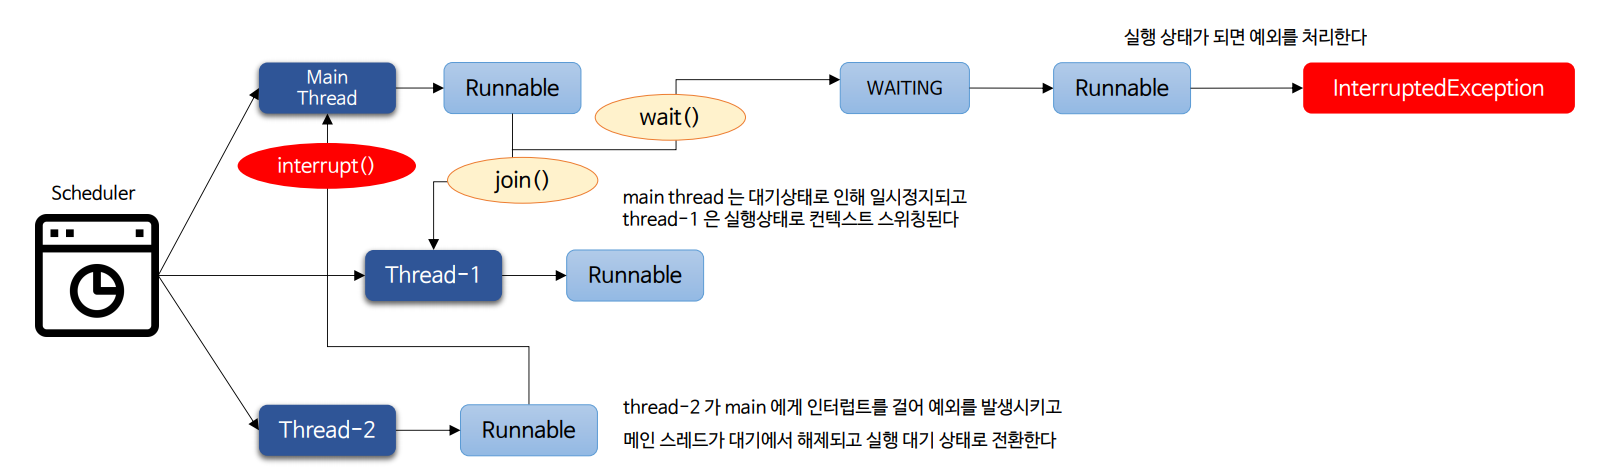 실행 상태가 되면 예외를 처리한다
Main
Thread
Runnable
WAITING
Runnable
InterruptedException
wait()
interrupt()
join()
Scheduler
main thread 는 대기상태로 인해 일시정지되고
thread-1 은 실행상태로 컨텍스트 스위칭된다
Thread-1
Runnable
thread-2 가 main 에게 인터럽트를 걸어 예외를 발생시키고
메인 스레드가 대기에서 해제되고 실행 대기 상태로 전환한다
Thread-2
Runnable